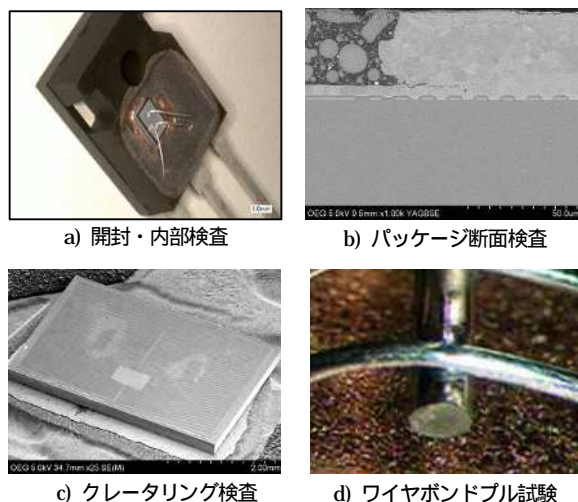 1.0mm
OEG 5.0kV 9.5mm x1.00k YAGBSE 50.0um
a) 開封・内部検査
b) パッケージ断面検査
OEG 5.0kV 34.7mm x25 SE(M) 2.00mm
c) クレータリング検査
d) ワイヤボンドプル試験